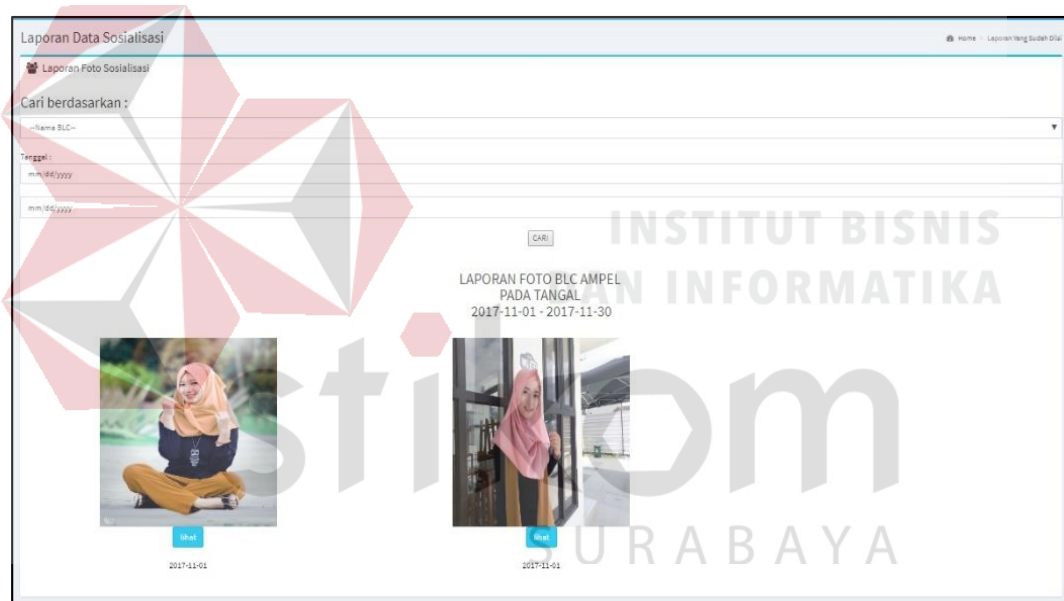 Laporan Data Sosialisasi
Home > Laporan Yang Sudah Dilai
Laporan Foto Sosialisasi
Cari berdasarkan :
--Nama BLC--
Tanggal :
mm/dd/yyyy
mm/dd/yyyy
CARI
INSTITUT BISNIS
DAN INFORMATIKA
LAPORAN FOTO BLC AMPEL
PADA TANGAL
2017-11-01 - 2017-11-30
stikom
SURABAYA
lihat
lihat
2017-11-01
2017-11-01